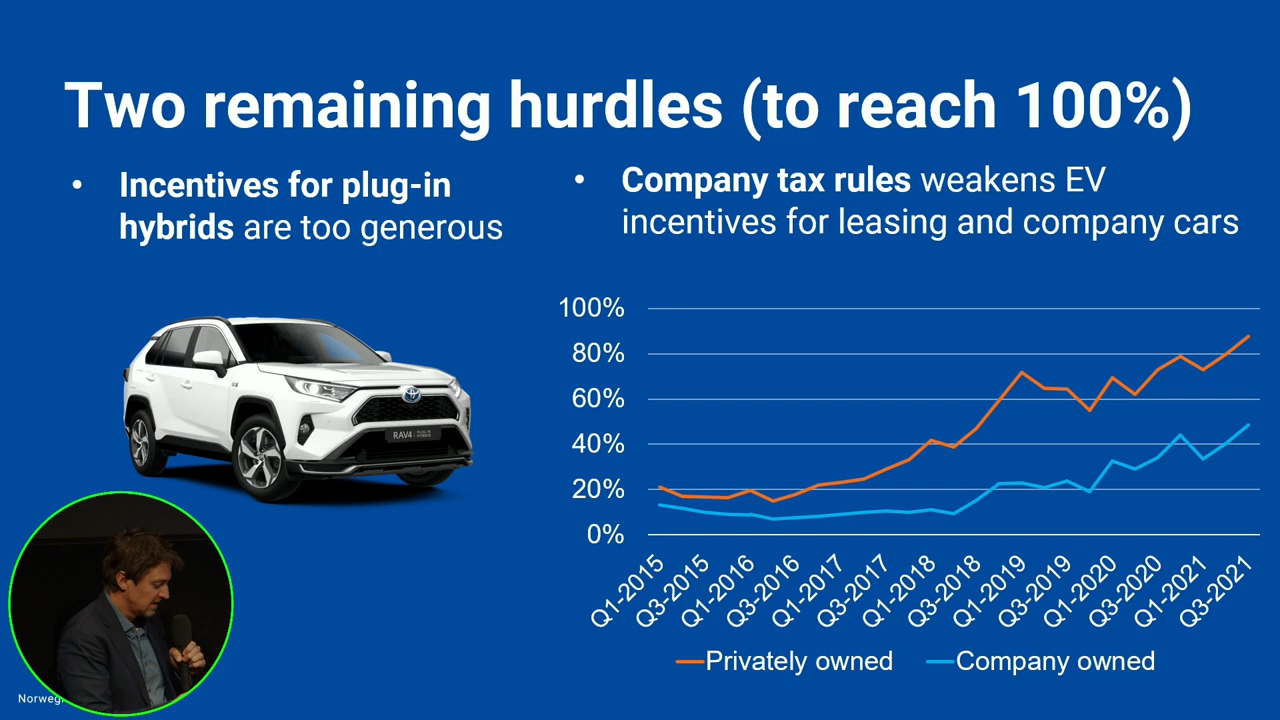 Two remaining hurdles (to reach 100%)
• Incentives for plug-in
hybrids are too generous
• Company tax rules weakens EV
incentives for leasing and company cars
RAV4
100%
80%
60%
40%
20%
0%
Q1-2015
Q3-2015
Q1-2016
Q3-2016
Q1-2017
Q3-2017
Q1-2018
Q3-2018
Q1-2019
Q3-2019
Q1-2020
Q3-2020
Q1-2021
Q3-2021
Privately owned
Company owned